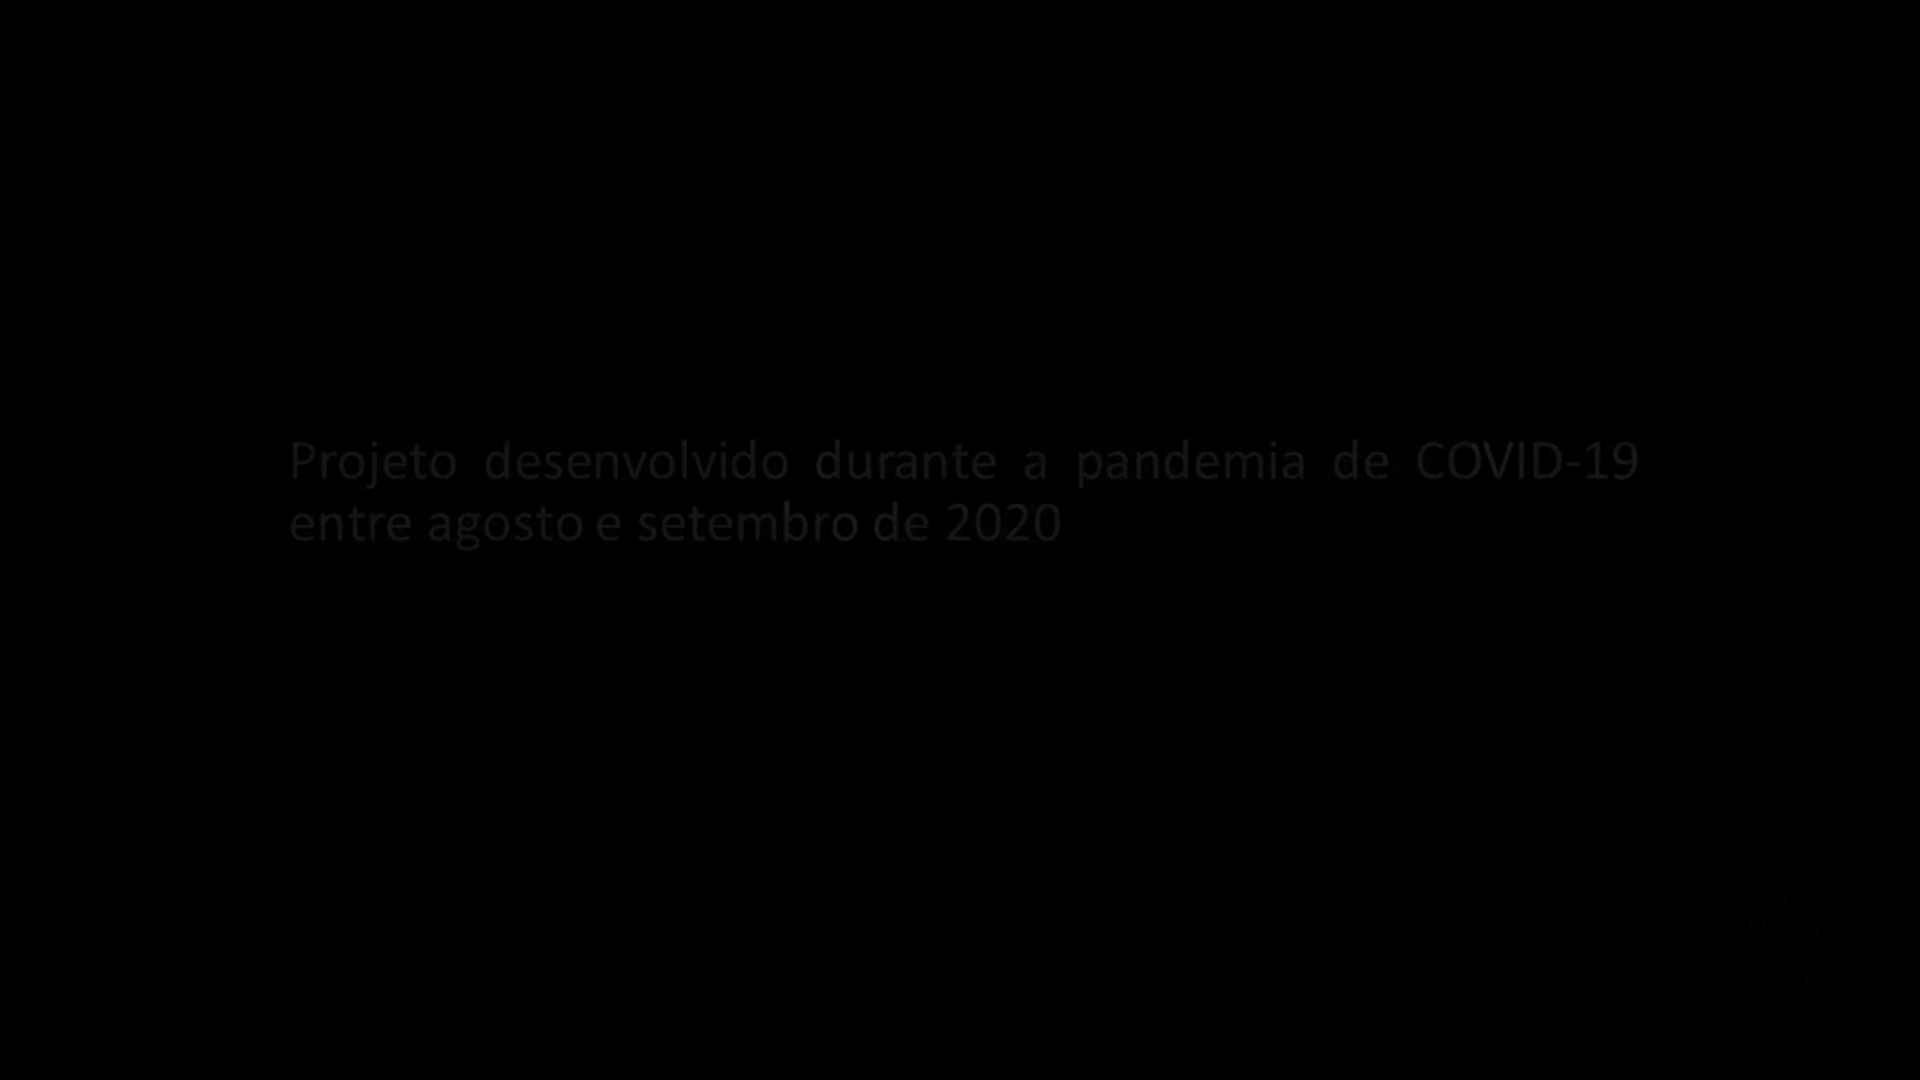 Projeto desenvolvido durante a pandemia de COVID-19
entre agosto e setembro de 2020